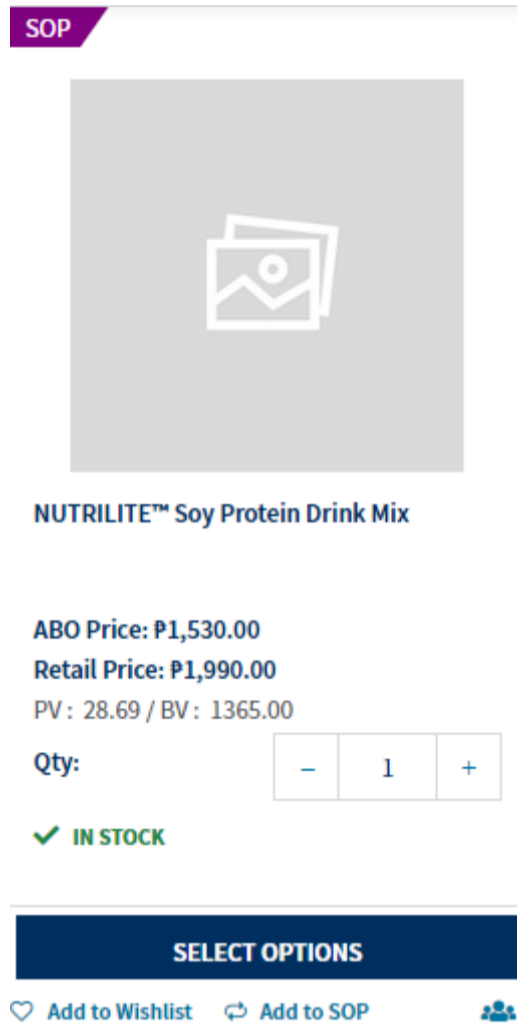 SOP
NUTRILITE™ Soy Protein Drink Mix
ABO Price: ₱1,530.00
Retail Price: ₱1,990.00
PV : 28.69 / BV : 1365.00
Qty:
– 1 +
IN STOCK
SELECT OPTIONS
Add to Wishlist Add to SOP